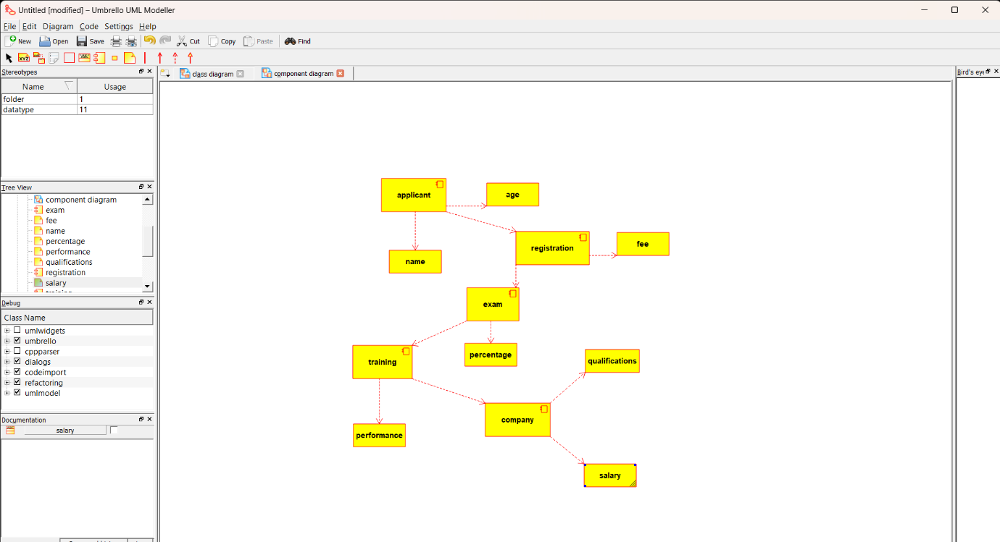 Untitled [modified] – Umbrello UML Modeller
File Edit Diagram Code Settings Help
New Open Save Cut Copy Paste Find
Stereotypes
Name Usage
folder 1
datatype 11
Tree View
component diagram
exam
fee
name
percentage
performance
qualifications
registration
salary
training
Debug
Class Name
umlwidgets
umbrello
cppparser
dialogs
codeimport
refactoring
umlmodel
Documentation
salary
class diagram
component diagram
applicant
age
registration
fee
name
exam
percentage
training
qualifications
company
performance
salary
Bird's eye